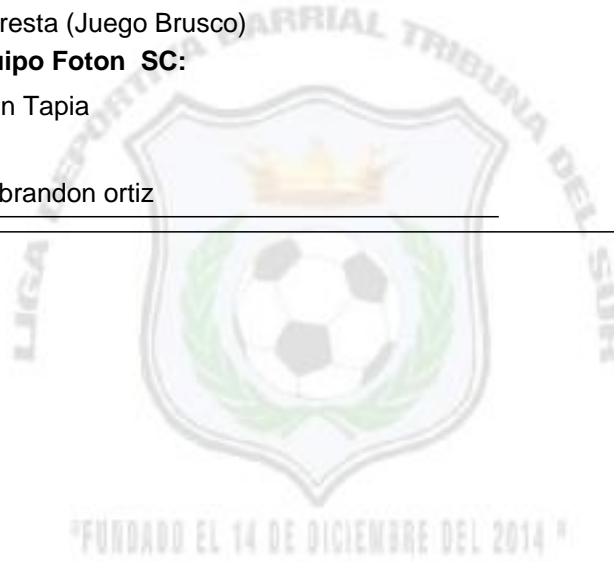 resta (Juego Brusco)
uipo Foton SC:
n Tapia
brandon ortiz
LIGA DEPORTIVA BARRIAL TRIBUNA DEL SUR
"FUNDADO EL 14 DE DICIEMBRE DEL 2014 "